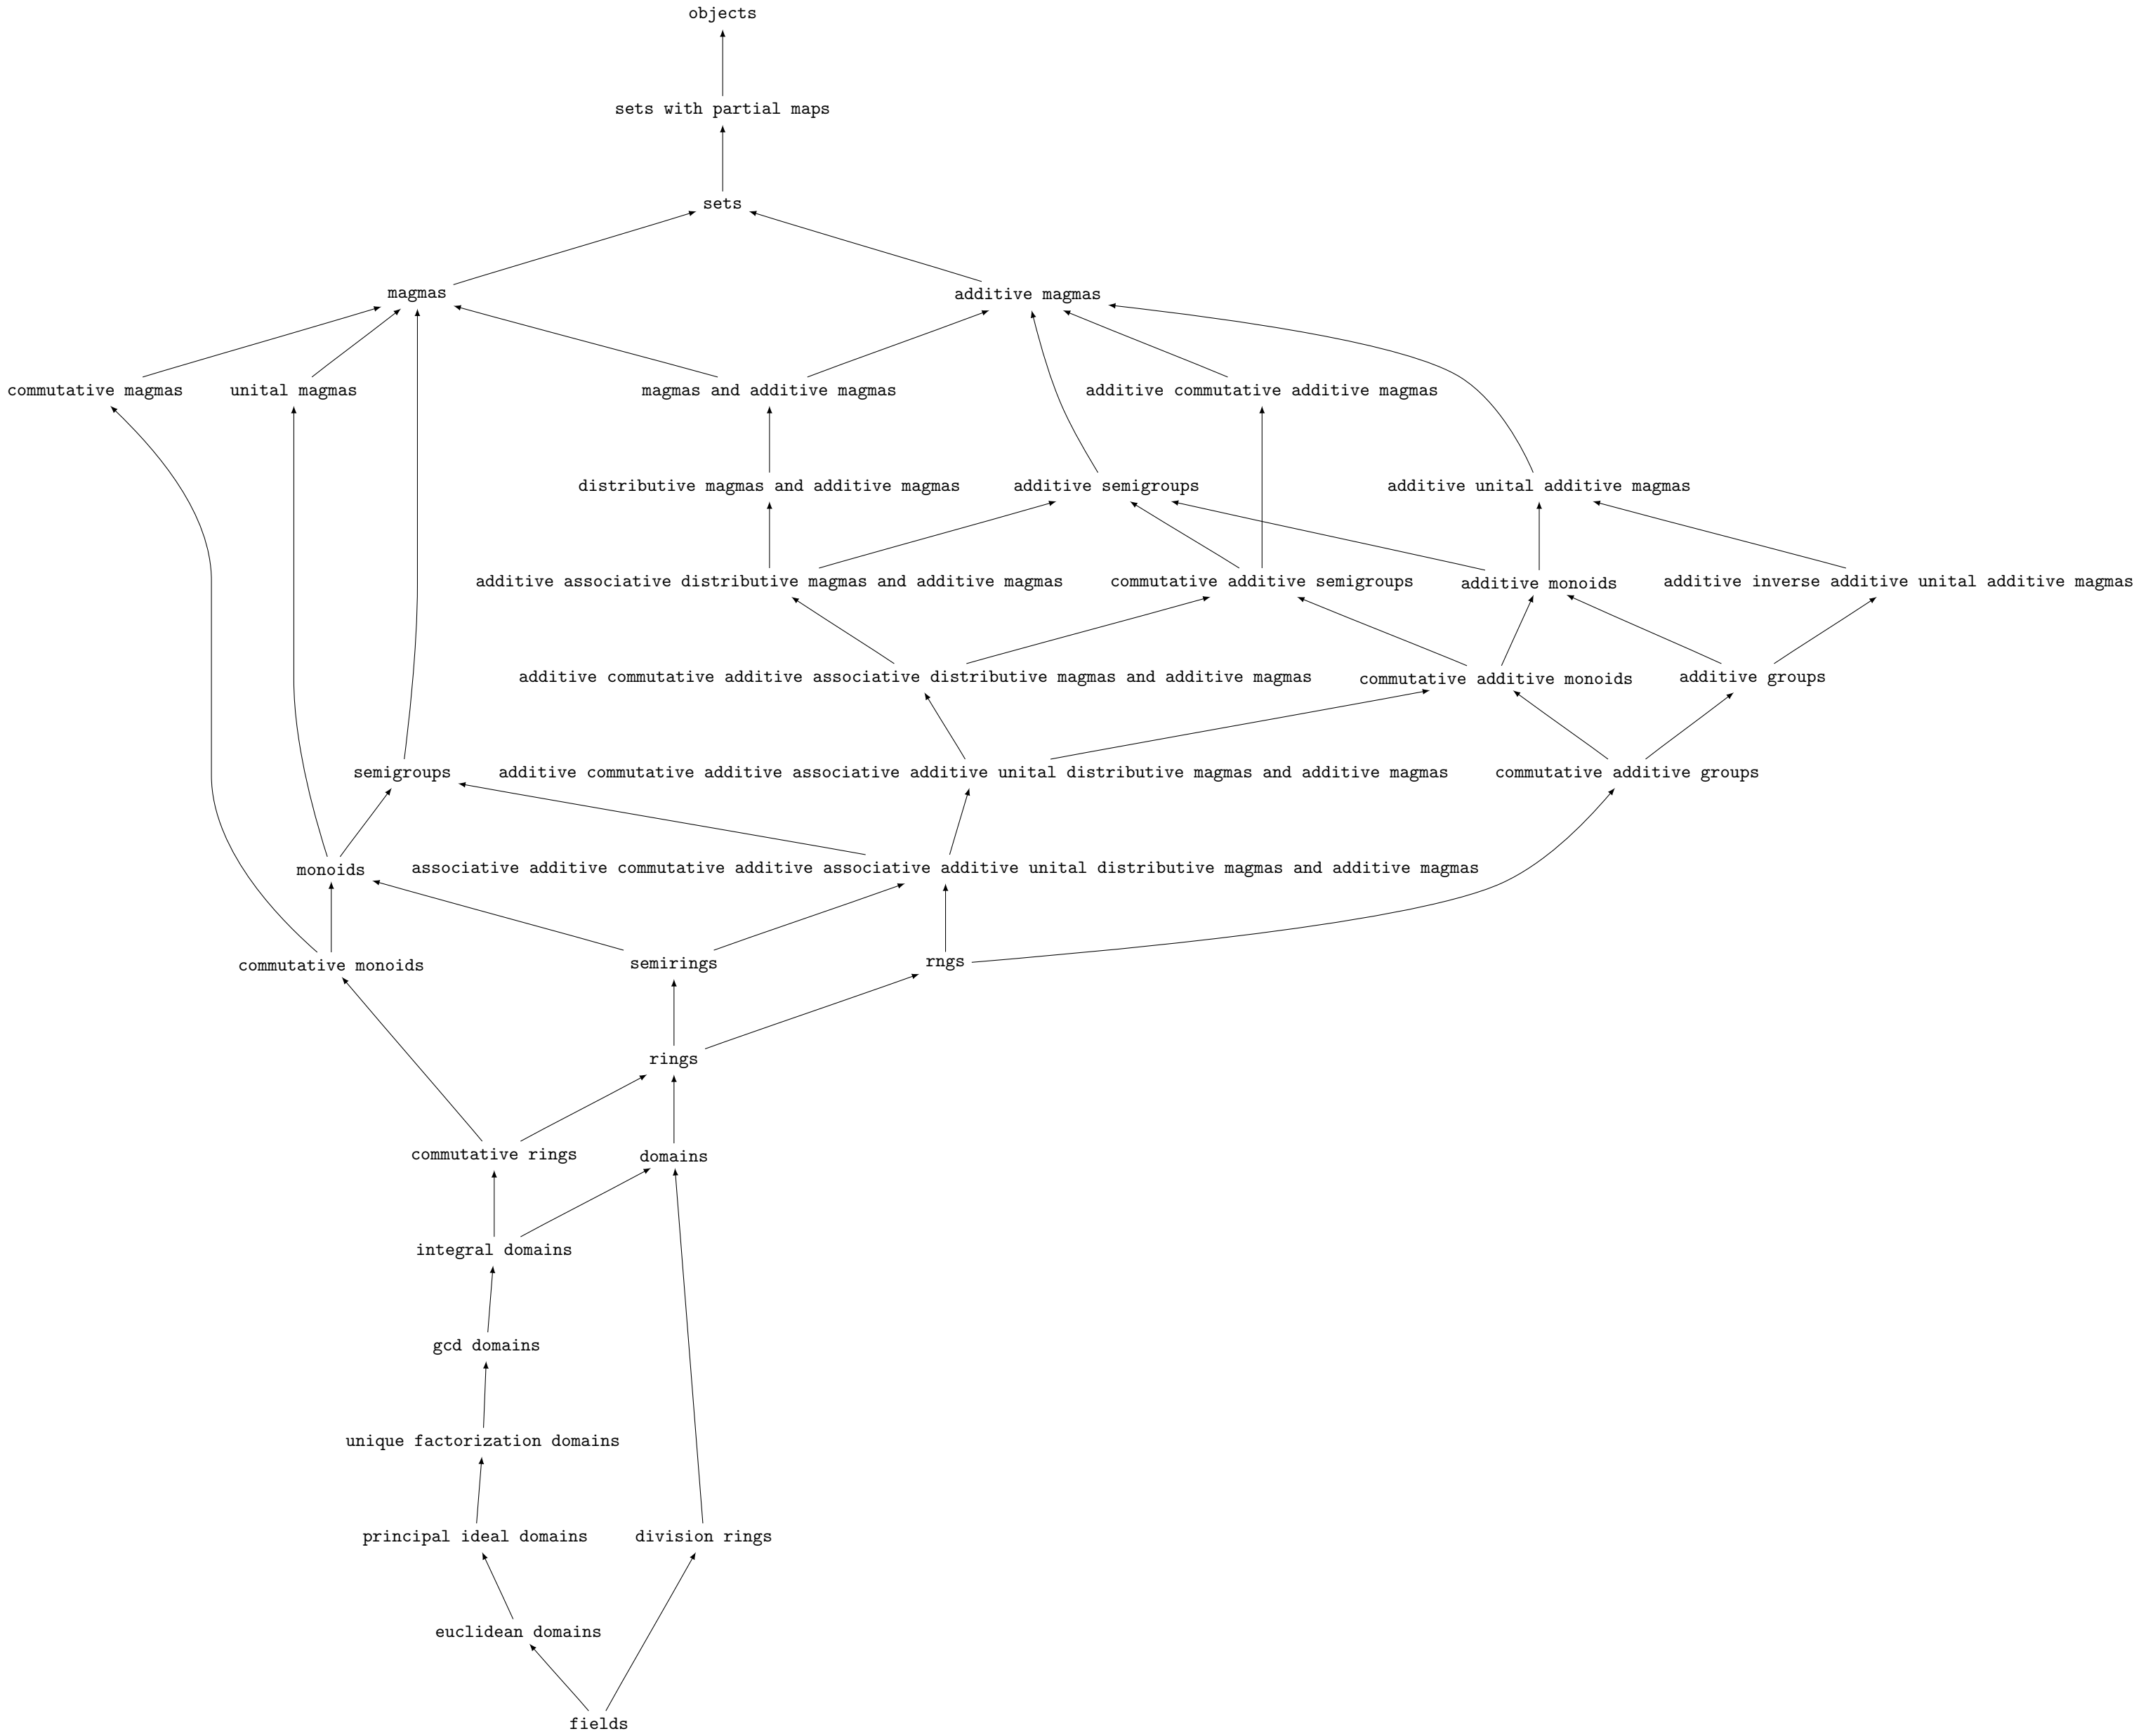 objects
sets with partial maps
sets
magmas
additive magmas
commutative magmas
unital magmas
magmas and additive magmas
additive commutative additive magmas
distributive magmas and additive magmas
additive semigroups
additive unital additive magmas
additive associative distributive magmas and additive magmas
commutative additive semigroups
additive monoids
additive inverse additive unital additive magmas
additive commutative additive associative distributive magmas and additive magmas
commutative additive monoids
additive groups
semigroups
additive commutative additive associative additive unital distributive magmas and additive magmas
commutative additive groups
monoids
associative additive commutative additive associative additive unital distributive magmas and additive magmas
commutative monoids
semirings
rngs
rings
commutative rings
domains
integral domains
gcd domains
unique factorization domains
principal ideal domains
division rings
euclidean domains
fields